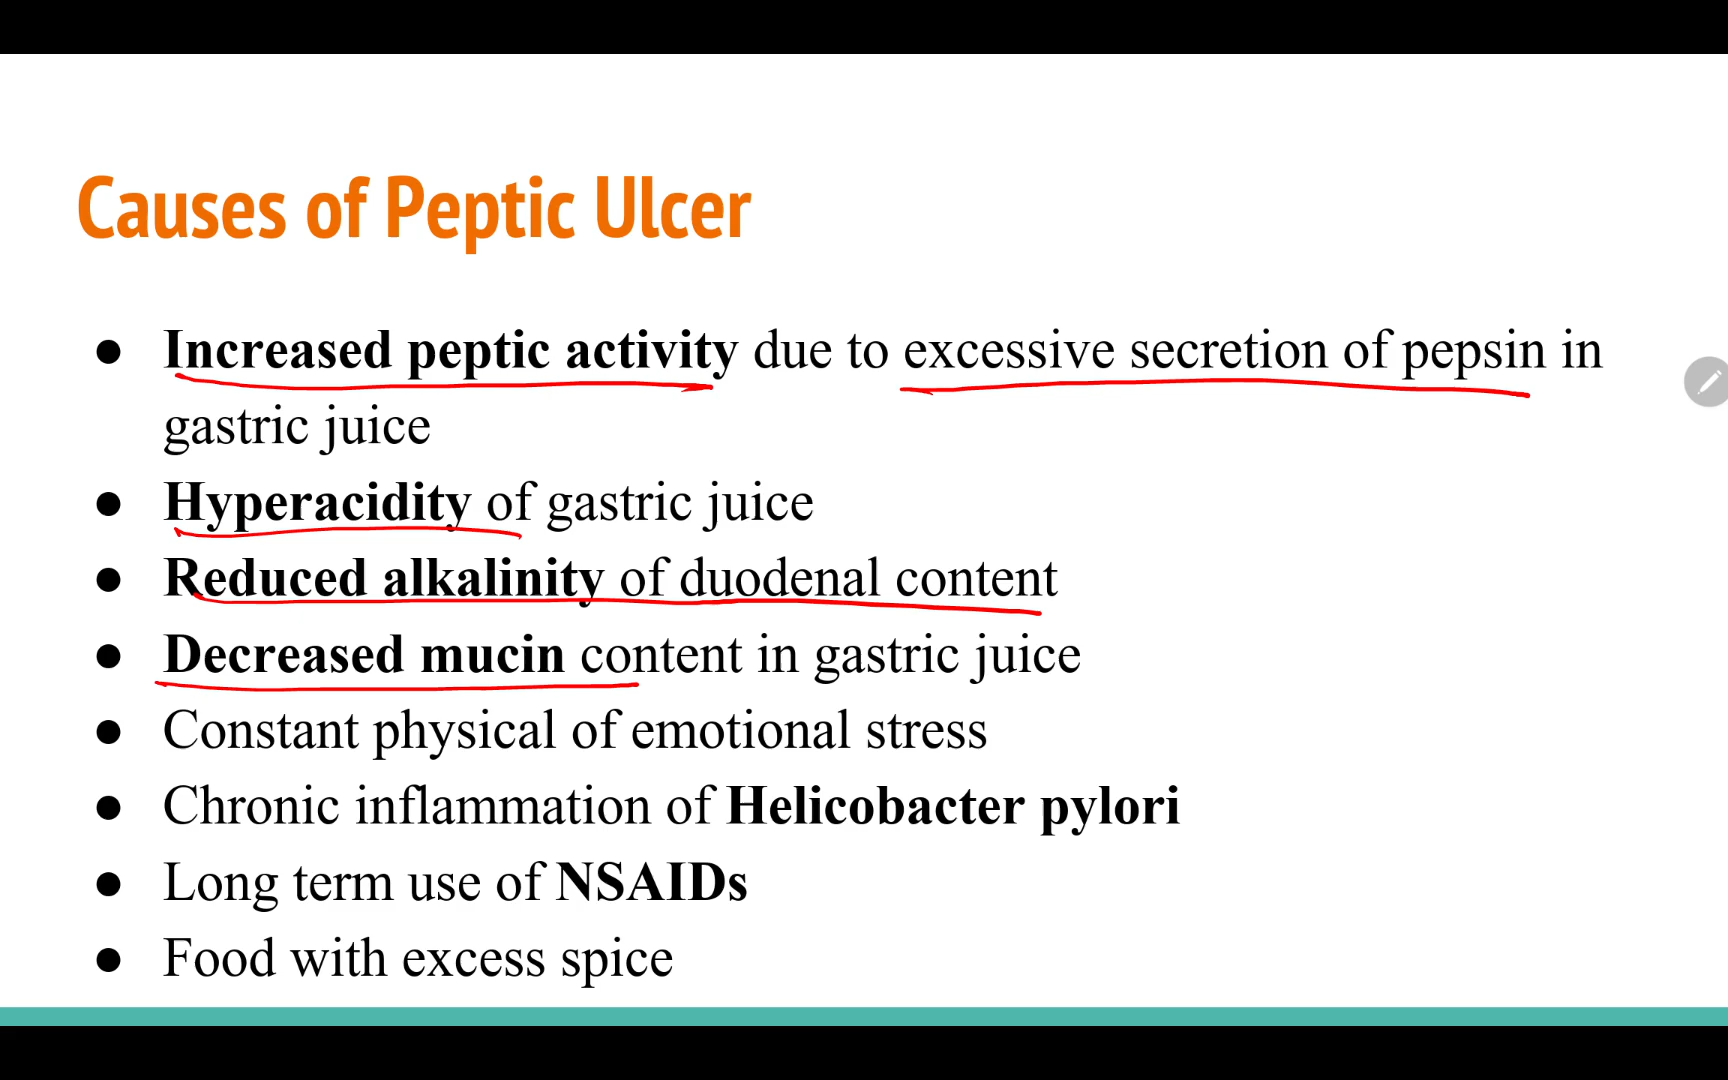 Causes of Peptic Ulcer
● Increased peptic activity due to excessive secretion of pepsin in
gastric juice
● Hyperacidity of gastric juice
● Reduced alkalinity of duodenal content
● Decreased mucin content in gastric juice
● Constant physical of emotional stress
● Chronic inflammation of Helicobacter pylori
● Long term use of NSAIDs
● Food with excess spice